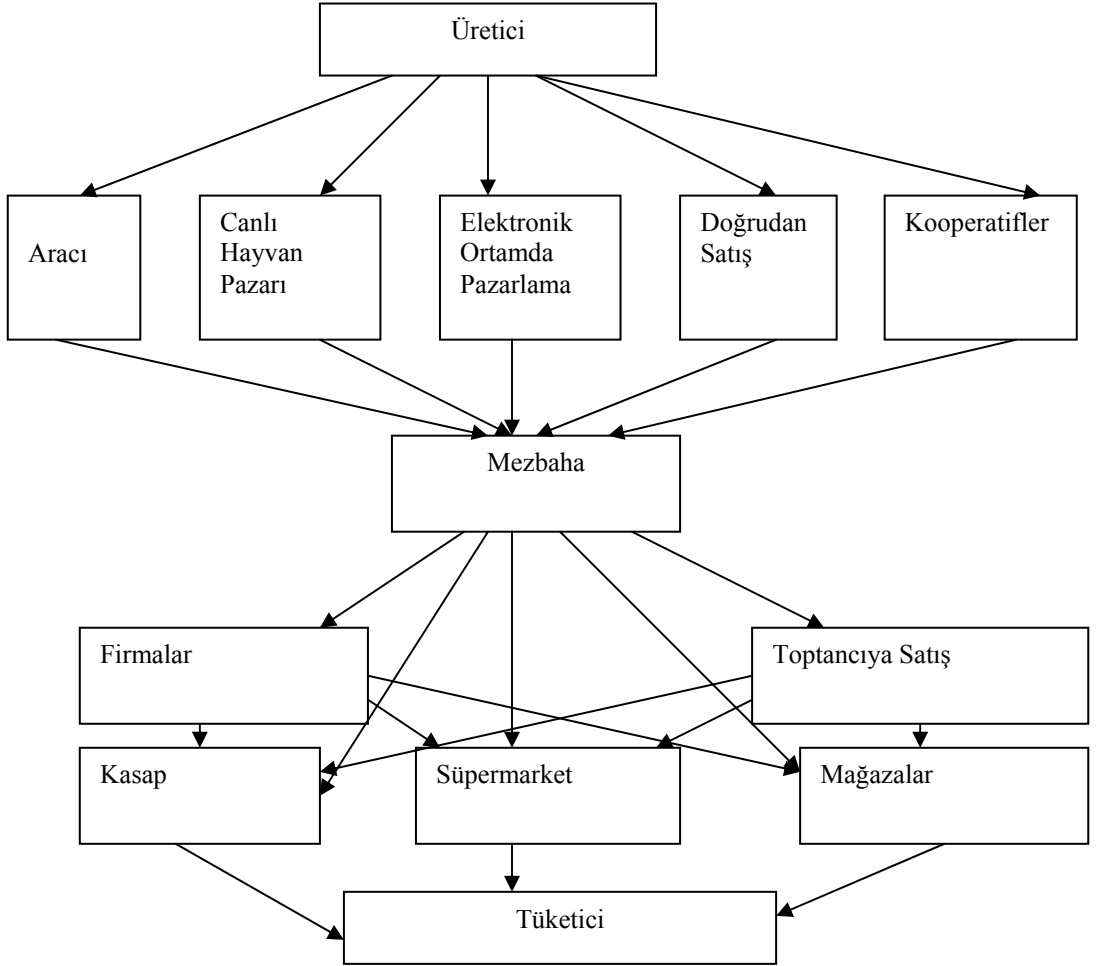 Üretici
Aracı
Canlı
Hayvan
Pazarı
Elektronik
Ortamda
Pazarlama
Doğrudan
Satış
Kooperatifler
Mezbaha
Firmalar
Toptancıya Satış
Kasap
Süpermarket
Mağazalar
Tüketici